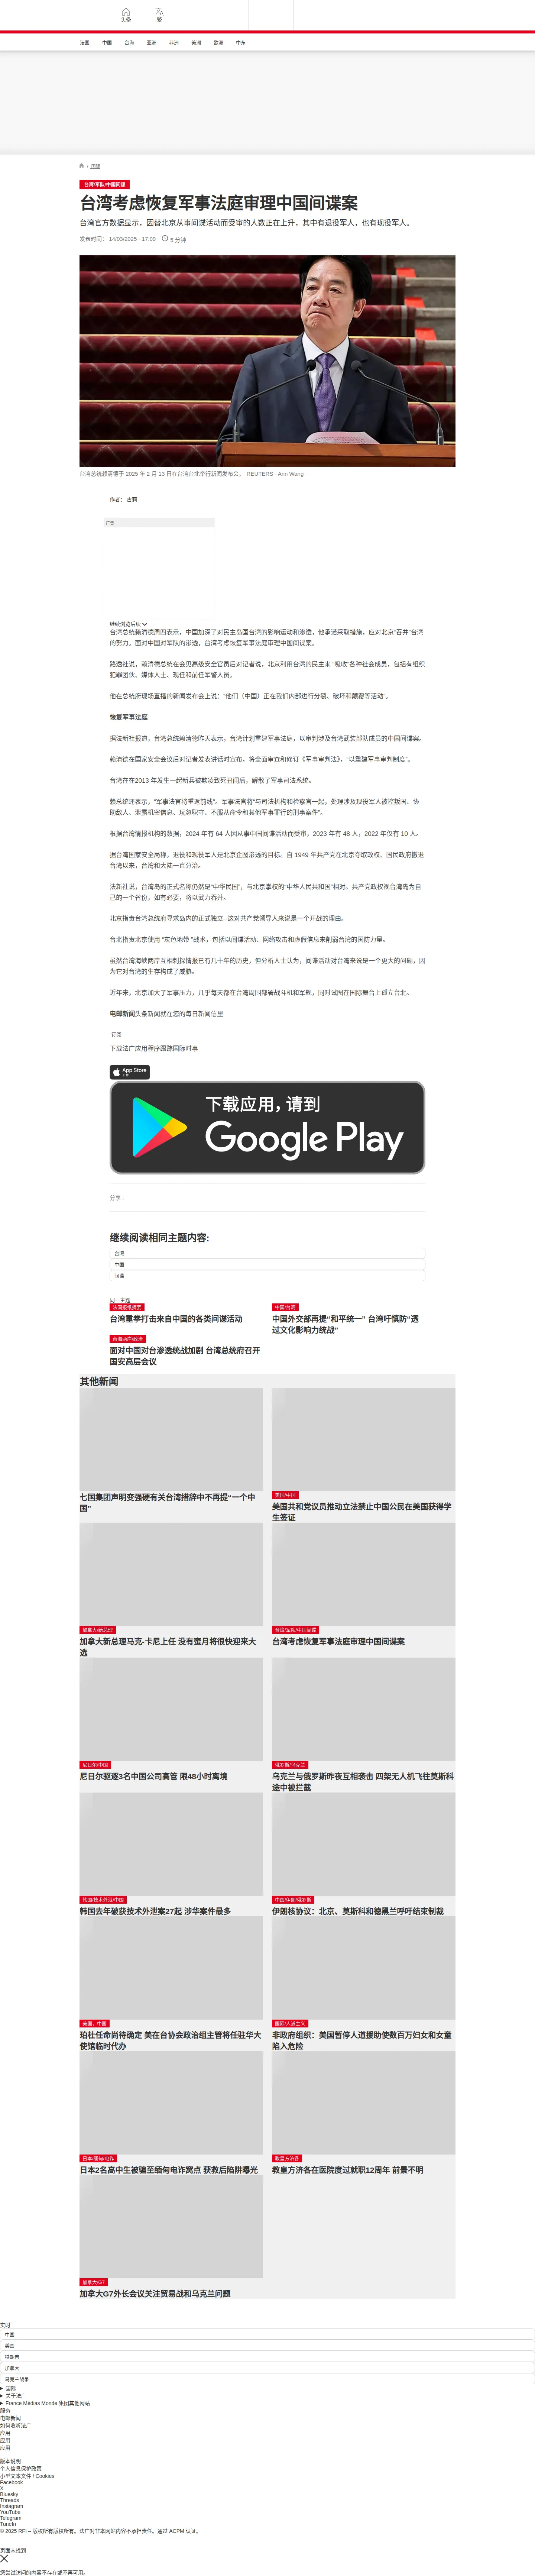 头条
繁
法国 中国 台海 亚洲 非洲 美洲 欧洲 中东
/ 国际
台湾/军队/中国间谍
台湾考虑恢复军事法庭审理中国间谍案
台湾官方数据显示，因替北京从事间谍活动而受审的人数正在上升，其中有退役军人，也有现役军人。
发表时间： 14/03/2025 - 17:09 5 分钟
台湾总统赖清德于 2025 年 2 月 13 日在台湾台北举行新闻发布会。 REUTERS - Ann Wang
作者： 古莉
广告
继续浏览后续
台湾总统赖清德周四表示，中国加深了对民主岛国台湾的影响运动和渗透，他承诺采取措施，应对北京“吞并”台湾的努力。面对中国对军队的渗透，台湾考虑恢复军事法庭审理中国间谍案。
路透社说，赖清德总统在会见高级安全官员后对记者说，北京利用台湾的民主来 “吸收”各种社会成员，包括有组织犯罪团伙、媒体人士、现任和前任军警人员。
他在总统府现场直播的新闻发布会上说：“他们（中国）正在我们内部进行分裂、破坏和颠覆等活动”。
恢复军事法庭
据法新社报道，台湾总统赖清德昨天表示，台湾计划重建军事法庭，以审判涉及台湾武装部队成员的中国间谍案。
赖清德在国家安全会议后对记者发表讲话时宣布，将全面审查和修订《军事审判法》，“以重建军事审判制度”。
台湾在在2013 年发生一起新兵被欺凌致死丑闻后，解散了军事司法系统。
赖总统还表示，“军事法官将重返前线”。军事法官将“与司法机构和检察官一起，处理涉及现役军人被控叛国、协助敌人、泄露机密信息、玩忽职守、不服从命令和其他军事罪行的刑事案件”。
根据台湾情报机构的数据，2024 年有 64 人因从事中国间谍活动而受审，2023 年有 48 人，2022 年仅有 10 人。
据台湾国家安全局称，退役和现役军人是北京企图渗透的目标。自 1949 年共产党在北京夺取政权、国民政府撤退台湾以来，台湾和大陆一直分治。
法新社说，台湾岛的正式名称仍然是“中华民国”，与北京掌权的“中华人民共和国”相对。共产党政权视台湾岛为自己的一个省份，如有必要，将以武力吞并。
北京指责台湾总统府寻求岛内的正式独立--这对共产党领导人来说是一个开战的理由。
台北指责北京使用 “灰色地带 ”战术，包括以间谍活动、网络攻击和虚假信息来削弱台湾的国防力量。
虽然台湾海峡两岸互相刺探情报已有几十年的历史，但分析人士认为，间谍活动对台湾来说是一个更大的问题，因为它对台湾的生存构成了威胁。
近年来，北京加大了军事压力，几乎每天都在台湾周围部署战斗机和军舰，同时试图在国际舞台上孤立台北。
电邮新闻头条新闻就在您的每日新闻信里
订阅
下载法广应用程序跟踪国际时事
App Store
下载应用，请到
Google Play
分享 :
继续阅读相同主题内容:
台湾
中国
间谍
同一主题
法国报纸摘要
台湾重拳打击来自中国的各类间谍活动
中国/台湾
中国外交部再提“和平统一” 台湾吁慎防“透过文化影响力统战”
台海两岸/政治
面对中国对台渗透统战加剧 台湾总统府召开国安高层会议
其他新闻
七国集团声明变强硬有关台湾措辞中不再提“一个中国”
美国/中国
美国共和党议员推动立法禁止中国公民在美国获得学生签证
加拿大/新总理
加拿大新总理马克-卡尼上任 没有蜜月将很快迎来大选
台湾/军队/中国间谍
台湾考虑恢复军事法庭审理中国间谍案
尼日尔/中国
尼日尔驱逐3名中国公司高管 限48小时离境
俄罗斯/乌克兰
乌克兰与俄罗斯昨夜互相袭击 四架无人机飞往莫斯科途中被拦截
韩国/技术外泄/中国
韩国去年破获技术外泄案27起 涉华案件最多
中国/伊朗/俄罗斯
伊朗核协议：北京、莫斯科和德黑兰呼吁结束制裁
美国、中国
珀杜任命尚待确定 美在台协会政治组主管将任驻华大使馆临时代办
国际/人道主义
非政府组织：美国暂停人道援助使数百万妇女和女童陷入危险
日本/缅甸/电诈
日本2名高中生被骗至缅甸电诈窝点 获救后陷阱曝光
教皇方济各
教皇方济各在医院度过就职12周年 前景不明
加拿大/G7
加拿大G7外长会议关注贸易战和乌克兰问题
实时
中国
美国
特朗普
加拿大
乌克兰战争
国际
关于法广
France Médias Monde 集团其他网站
服务
电邮新闻
如何收听法广
应用
应用
应用
版本说明
个人信息保护政策
小型文本文件 / Cookies
Facebook
X
Bluesky
Threads
Instagram
YouTube
Telegram
TuneIn
© 2025 RFI – 版权所有版权所有。法广对非本网站内容不承担责任。通过 ACPM 认证。
页面未找到
您尝试访问的内容不存在或不再可用。